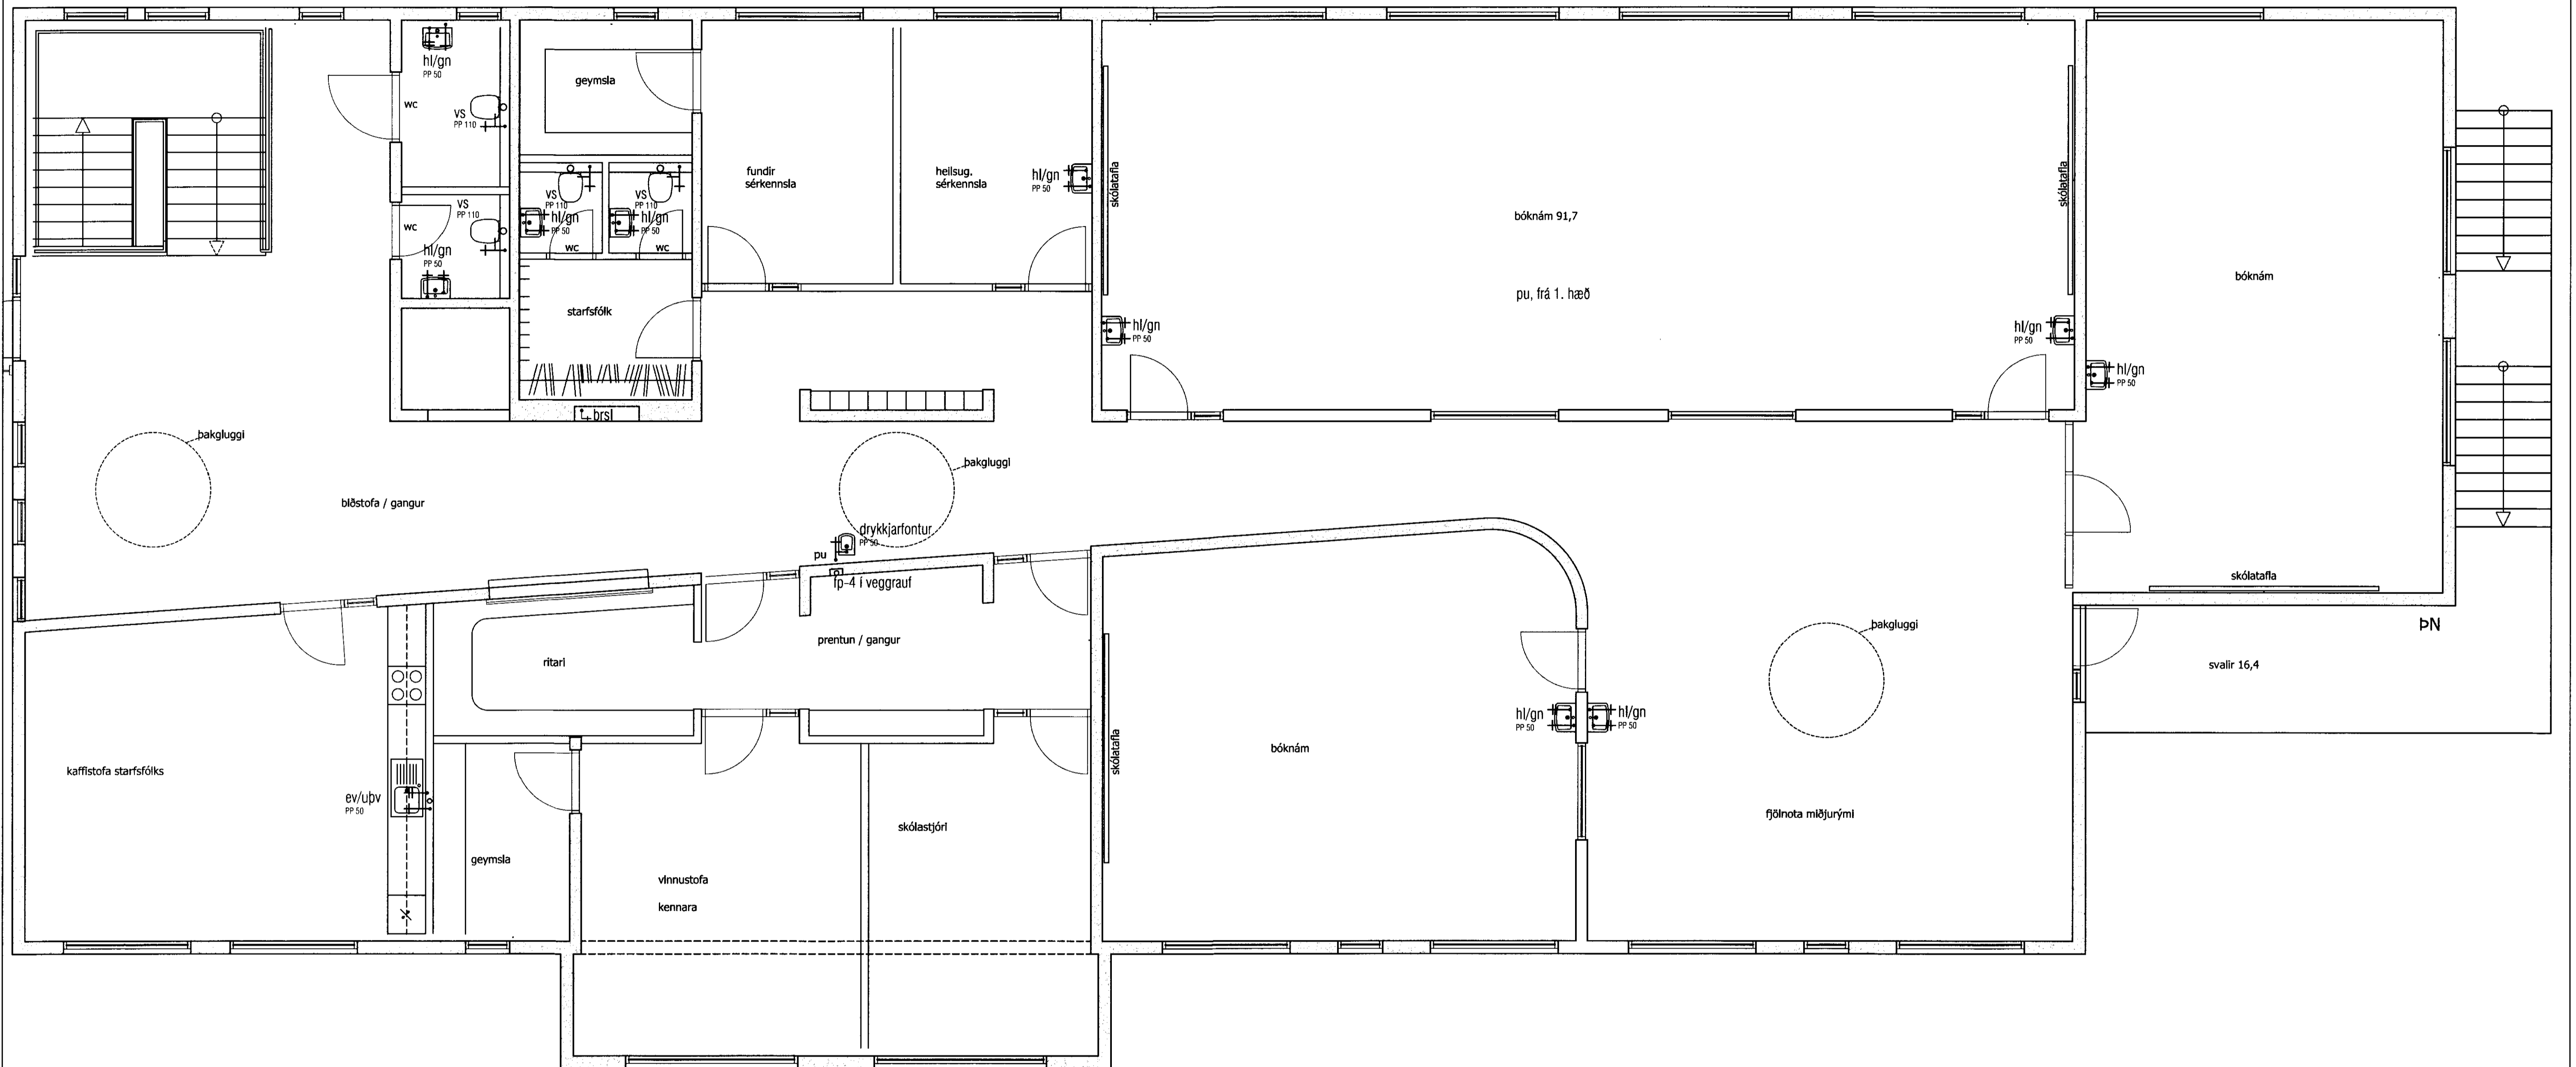 hl/gn
PP 50
wc
VS
PP 110
VS
PP 110
wc
hl/gn
PP 50
geymsla
VS
PP 110
hl/gn
PP 50
wc
VS
PP 110
hl/gn
PP 50
wc
starfsfólk
brsl
fundir
sérkennsla
heilsug.
sérkennsla
hl/gn
PP 50
skólatafla
bóknám 91,7
pu, frá 1. hæð
skólatafla
hl/gn
PP 50
hl/gn
PP 50
bóknám
hl/gn
PP 50
skólatafla
þakgluggi
biðstofa / gangur
þakgluggi
drykkjarfontur
PP 50
pu
fp-4 í veggrauf
prentun / gangur
ritari
kaffistofa starfsfólks
ev/uþv
PP 50
geymsla
vinnustofa
kennara
skólastjóri
skólatafla
bóknám
hl/gn
PP 50
hl/gn
PP 50
þakgluggi
fjölnota miðjurými
svalir 16,4
ÞN